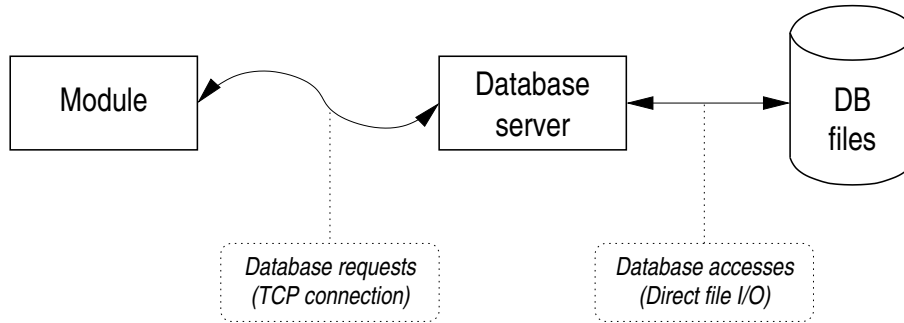 Module
Database
server
DB
files
Database requests
(TCP connection)
Database accesses
(Direct file I/O)